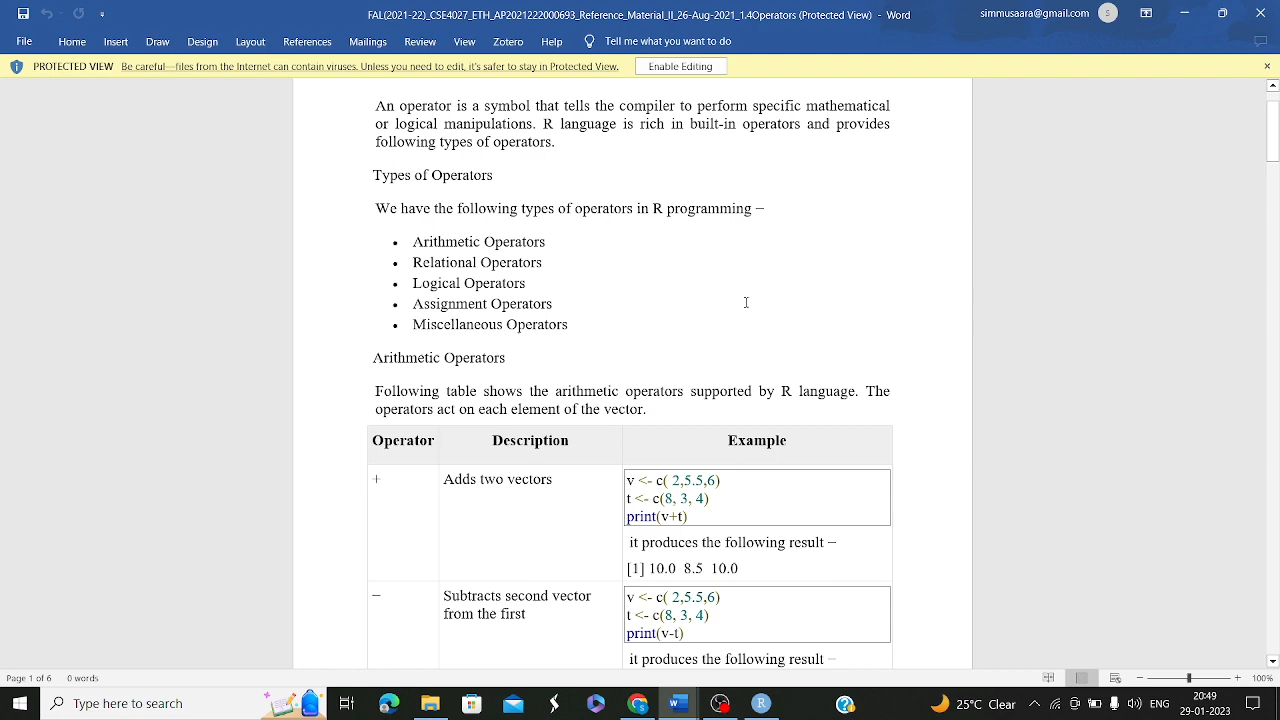 FAL(2021-22)_CSE4027_ETH_AP2021222000693_Reference_Material_II_26-Aug-2021_1.4Operators (Protected View) - Word
simmusaara@gmail.com
S
File Home Insert Draw Design Layout References Mailings Review View Zotero Help Tell me what you want to do
PROTECTED VIEW Be careful—files from the Internet can contain viruses. Unless you need to edit, it's safer to stay in Protected View. Enable Editing
An operator is a symbol that tells the compiler to perform specific mathematical
or logical manipulations. R language is rich in built-in operators and provides
following types of operators.
Types of Operators
We have the following types of operators in R programming −
• Arithmetic Operators
• Relational Operators
• Logical Operators
• Assignment Operators
• Miscellaneous Operators
Arithmetic Operators
Following table shows the arithmetic operators supported by R language. The
operators act on each element of the vector.
Operator Description Example
+ Adds two vectors
v <- c( 2,5.5,6)
t <- c(8, 3, 4)
print(v+t)
it produces the following result −
[1] 10.0 8.5 10.0
− Subtracts second vector
from the first
v <- c( 2,5.5,6)
t <- c(8, 3, 4)
print(v-t)
it produces the following result −
Page 1 of 6 0 words
100%
Type here to search
25°C Clear
20:49
29-01-2023